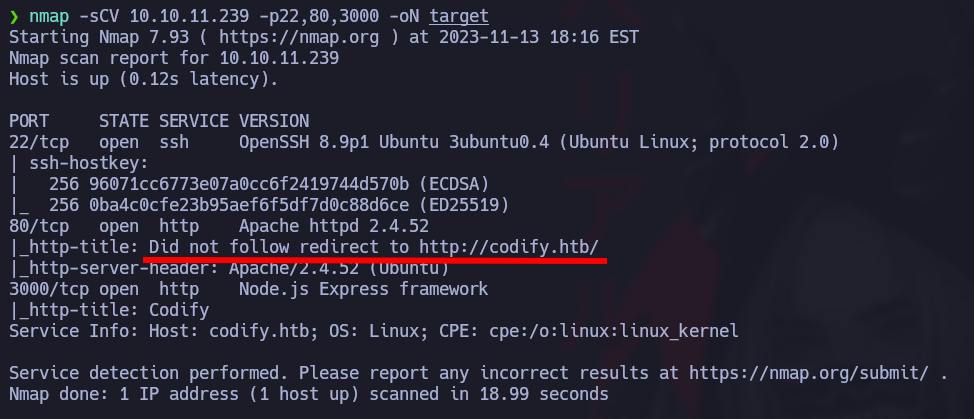 ❯ nmap -sCV 10.10.11.239 -p22,80,3000 -oN target
Starting Nmap 7.93 ( https://nmap.org ) at 2023-11-13 18:16 EST
Nmap scan report for 10.10.11.239
Host is up (0.12s latency).

PORT     STATE SERVICE VERSION
22/tcp   open  ssh     OpenSSH 8.9p1 Ubuntu 3ubuntu0.4 (Ubuntu Linux; protocol 2.0)
| ssh-hostkey:
|   256 96071cc6773e07a0cc6f2419744d570b (ECDSA)
|_  256 0ba4c0cfe23b95aef6f5df7d0c88d6ce (ED25519)
80/tcp   open  http    Apache httpd 2.4.52
|_http-title: Did not follow redirect to http://codify.htb/
|_http-server-header: Apache/2.4.52 (Ubuntu)
3000/tcp open  http    Node.js Express framework
|_http-title: Codify
Service Info: Host: codify.htb; OS: Linux; CPE: cpe:/o:linux:linux_kernel

Service detection performed. Please report any incorrect results at https://nmap.org/submit/ .
Nmap done: 1 IP address (1 host up) scanned in 18.99 seconds